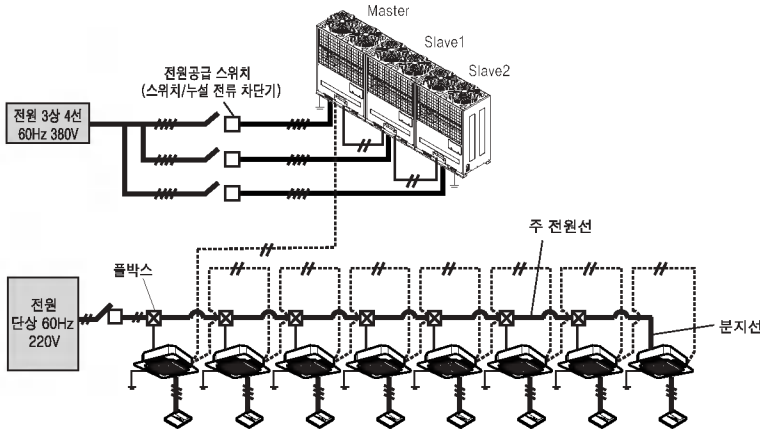 Master
Slave1
Slave2
전원공급 스위치
(스위치/누설 전류 차단기)
전원 3상 4선
60Hz 380V
주 전원선
풀박스
전원
단상 60Hz
220V
분지선